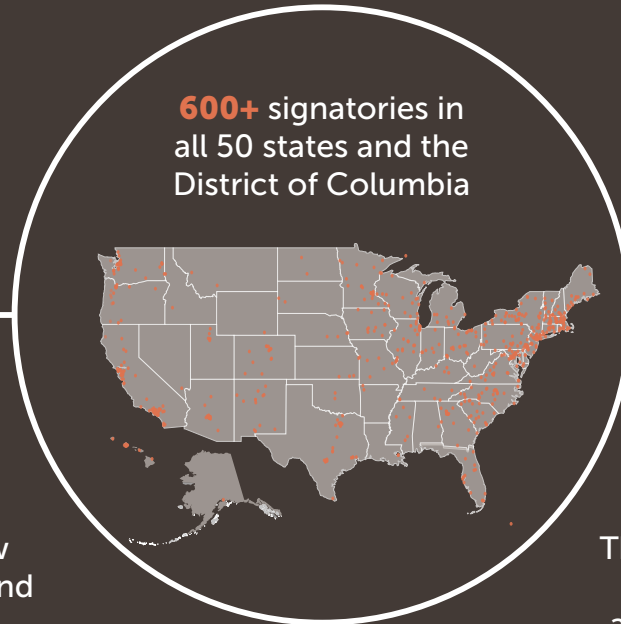 600+ signatories in
all 50 states and the
District of Columbia